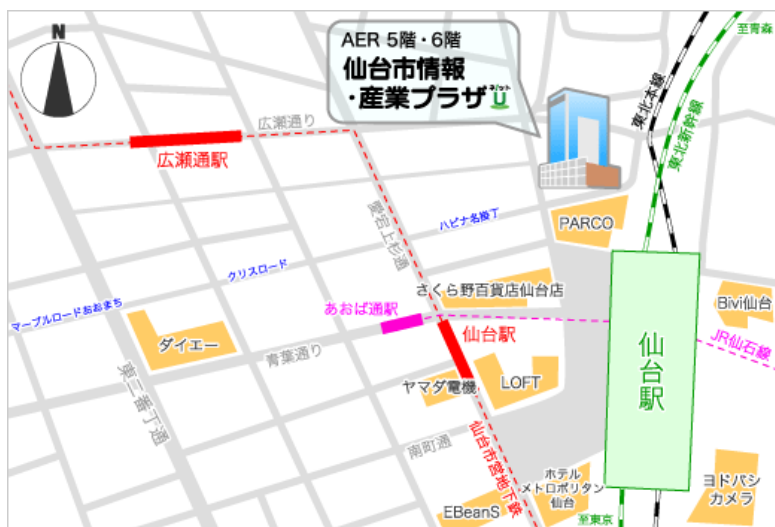 N
AER 5階・6階
仙台市情報
・産業プラザ
ネット
U
至青森
東北本線
東北新幹線
広瀬通り
広瀬通駅
愛宮上杉通
ハピナ名掛丁
PARCO
クリスロード
さくら野百貨店仙台店
マーブルロードおおまち
あおば通駅
仙台駅
Bivi仙台
ダイエー
青葉通り
JR仙石線
仙台駅
ヤマダ電機
LOFT
東二番丁通
南町通
仙台市営地下鉄
ホテル
メトロポリタン
仙台
ヨドバシ
カメラ
EBeanS
至東京